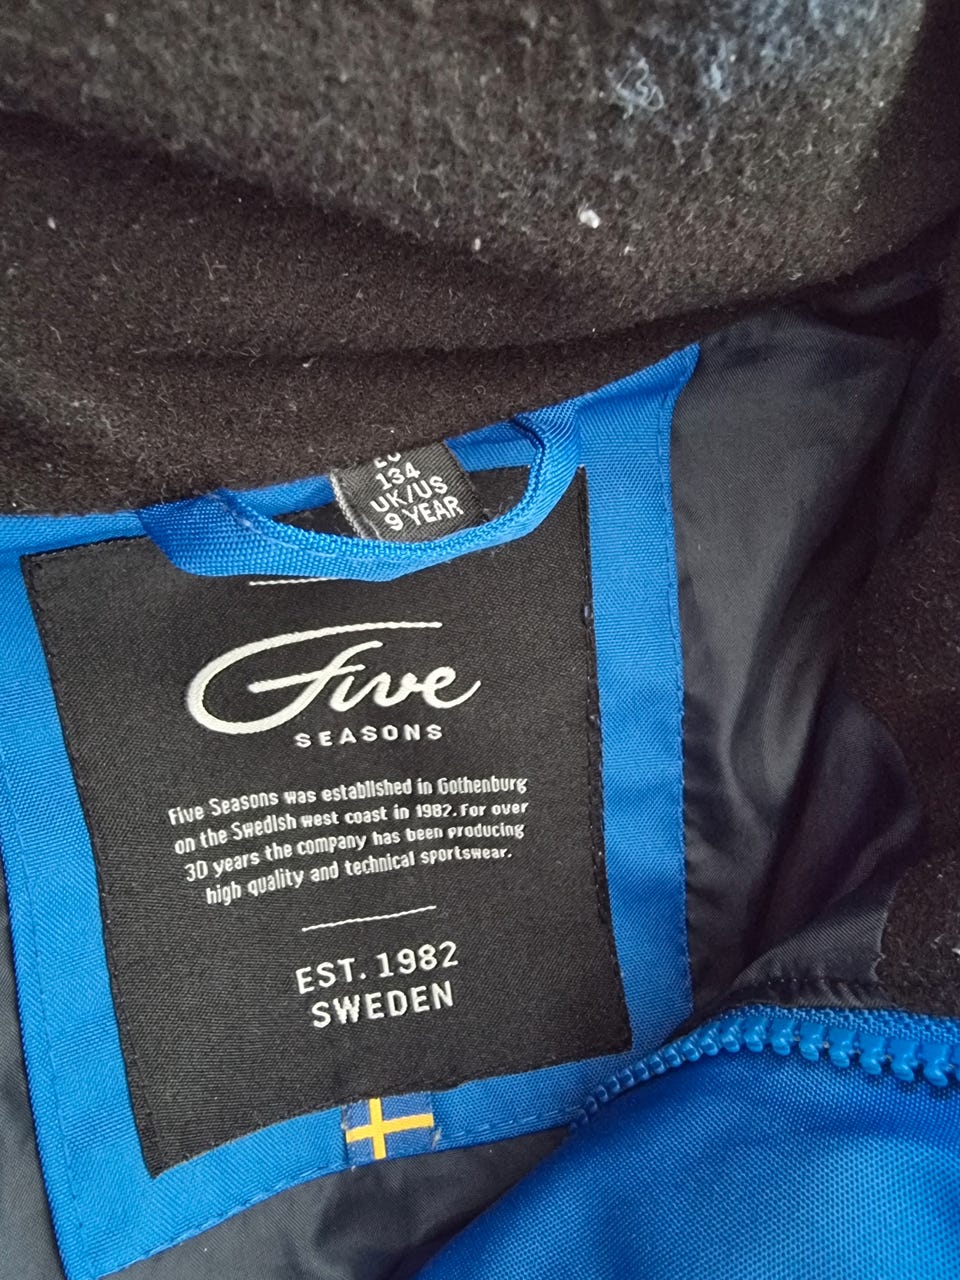 EU
134
UK/US
9 YEAR
Five
SEASONS
Five Seasons was established in Gothenburg
on the Swedish west coast in 1982. For over
30 years the company has been producing
high quality and technical sportswear.
EST. 1982
SWEDEN